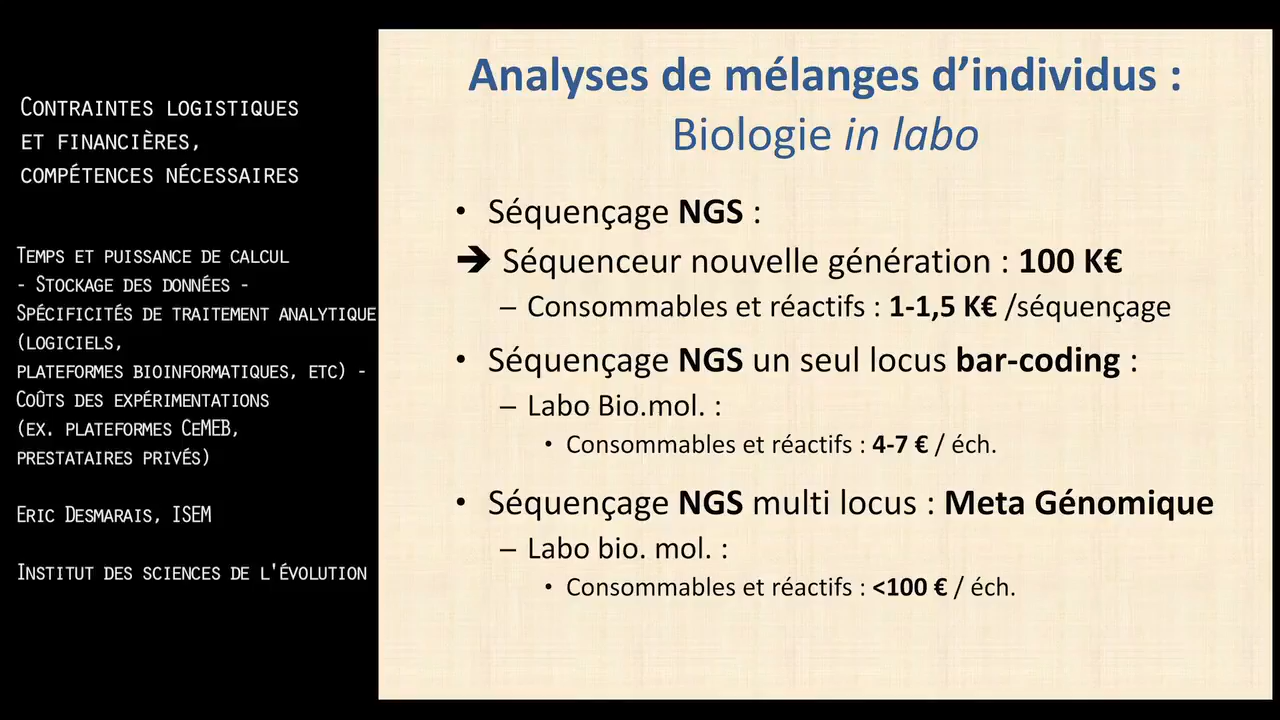 Contraintes logistiques
et financières,
compétences nécessaires
Temps et puissance de calcul
- Stockage des données -
Spécificités de traitement analytique
(logiciels,
plateformes bioinformatiques, etc) -
Coûts des expérimentations
(ex. plateformes CeMEB,
prestataires privés)
Eric Desmarais, ISEM
Institut des sciences de l'évolution
Analyses de mélanges d’individus :
Biologie in labo
• Séquençage NGS :
➔ Séquenceur nouvelle génération : 100 K€
– Consommables et réactifs : 1-1,5 K€ /séquençage
• Séquençage NGS un seul locus bar-coding :
– Labo Bio.mol. :
• Consommables et réactifs : 4-7 € / éch.
• Séquençage NGS multi locus : Meta Génomique
– Labo bio. mol. :
• Consommables et réactifs : <100 € / éch.